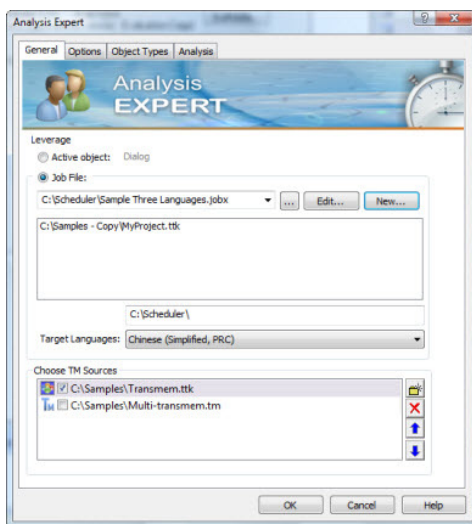 Analysis Expert
General Options Object Types Analysis
Analysis
EXPERT
Leverage
Active object: Dialog
Job File:
C:\Scheduler\Sample Three Languages.jobx ... Edit... New...
C:\Samples - Copy\MyProject.ttk
C:\Scheduler\
Target Languages: Chinese (Simplified, PRC)
Choose TM Sources
C:\Samples\Transmem.ttk
TM C:\Samples\Multi-transmem.tm
OK Cancel Help